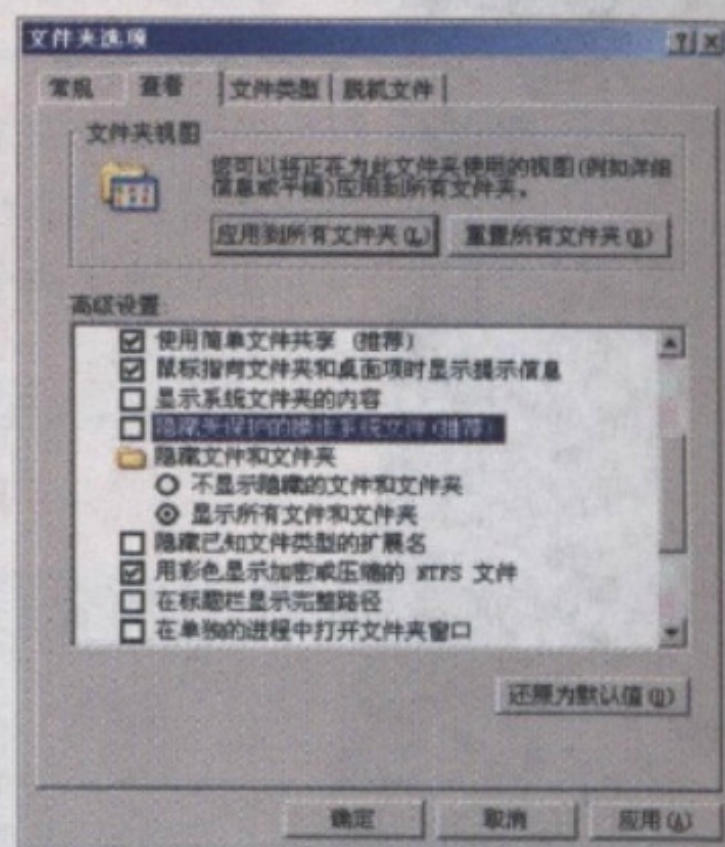 文件夹选项
常规 查看 文件类型 脱机文件
文件夹视图
您可以将正在为此文件夹使用的视图(例如详细
信息或平铺)应用到所有文件夹。
应用到所有文件夹(L) 重置所有文件夹(R)
高级设置:
使用简单文件共享 (推荐)
鼠标指向文件夹和桌面项时显示提示信息
显示系统文件夹的内容
隐藏受保护的操作系统文件(推荐)
隐藏文件和文件夹
不显示隐藏的文件和文件夹
显示所有文件和文件夹
隐藏已知文件类型的扩展名
用彩色显示加密或压缩的 NTFS 文件
在标题栏显示完整路径
在单独的进程中打开文件夹窗口
还原为默认值(D)
确定 取消 应用(A)